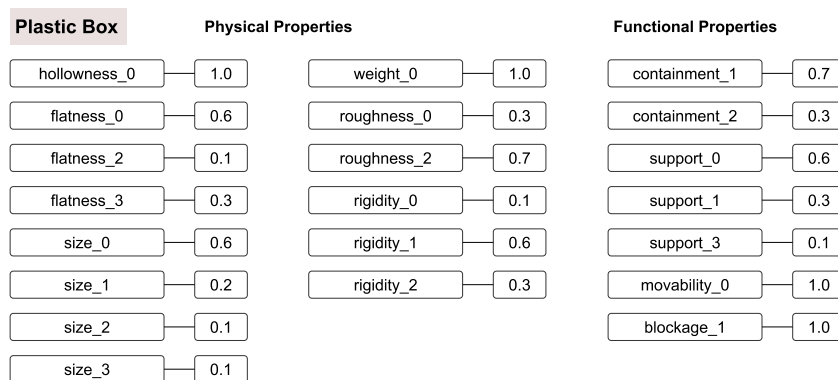 Plastic Box Physical Properties Functional Properties
hollowness_0 1.0 weight_0 1.0 containment_1 0.7
flatness_0 0.6 roughness_0 0.3 containment_2 0.3
flatness_2 0.1 roughness_2 0.7 support_0 0.6
flatness_3 0.3 rigidity_0 0.1 support_1 0.3
size_0 0.6 rigidity_1 0.6 support_3 0.1
size_1 0.2 rigidity_2 0.3 movability_0 1.0
size_2 0.1 blockage_1 1.0
size_3 0.1